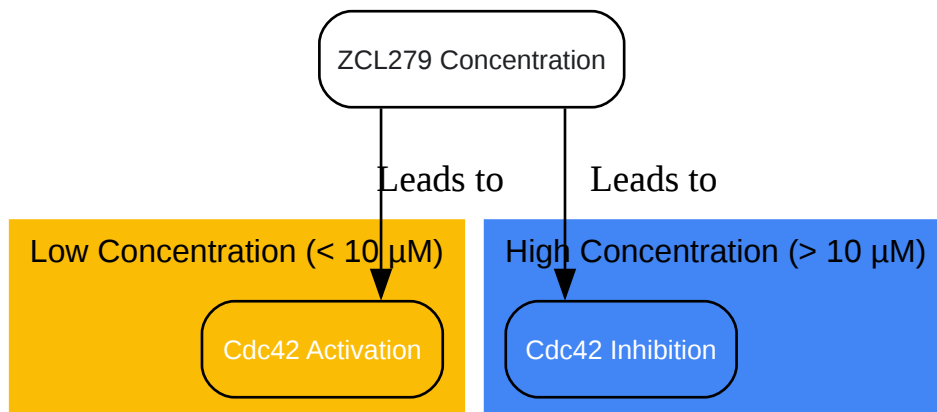 ZCL279 Concentration
Leads to
Leads to
Low Concentration (< 10 µM)
High Concentration (> 10 µM)
Cdc42 Activation
Cdc42 Inhibition